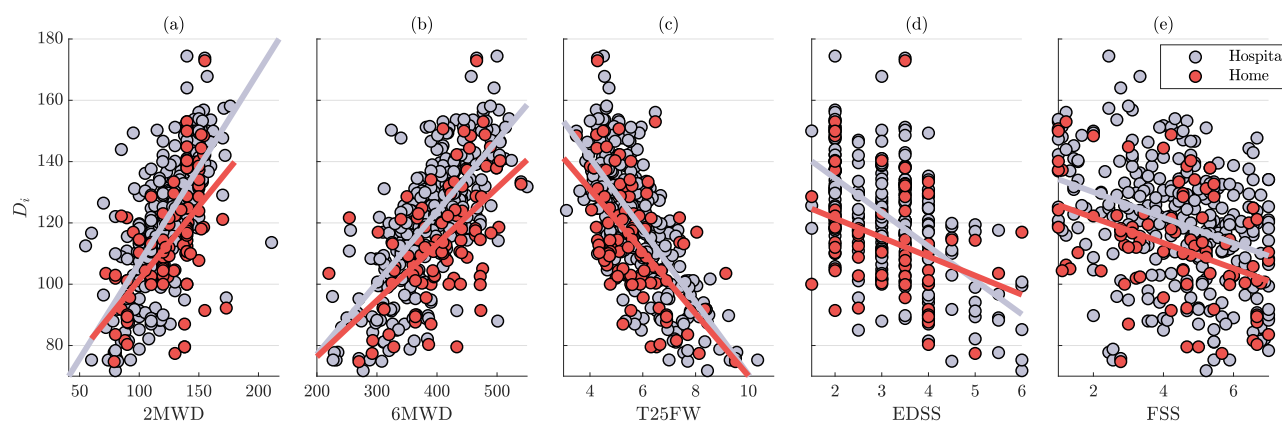 (a) (b) (c) (d) (e)
180
160
140
120
100
80
D_i
Hospita
Home
50 100 150 200
200 300 400 500
4 6 8 10
2 3 4 5 6
2 4 6
2MWD 6MWD T25FW EDSS FSS